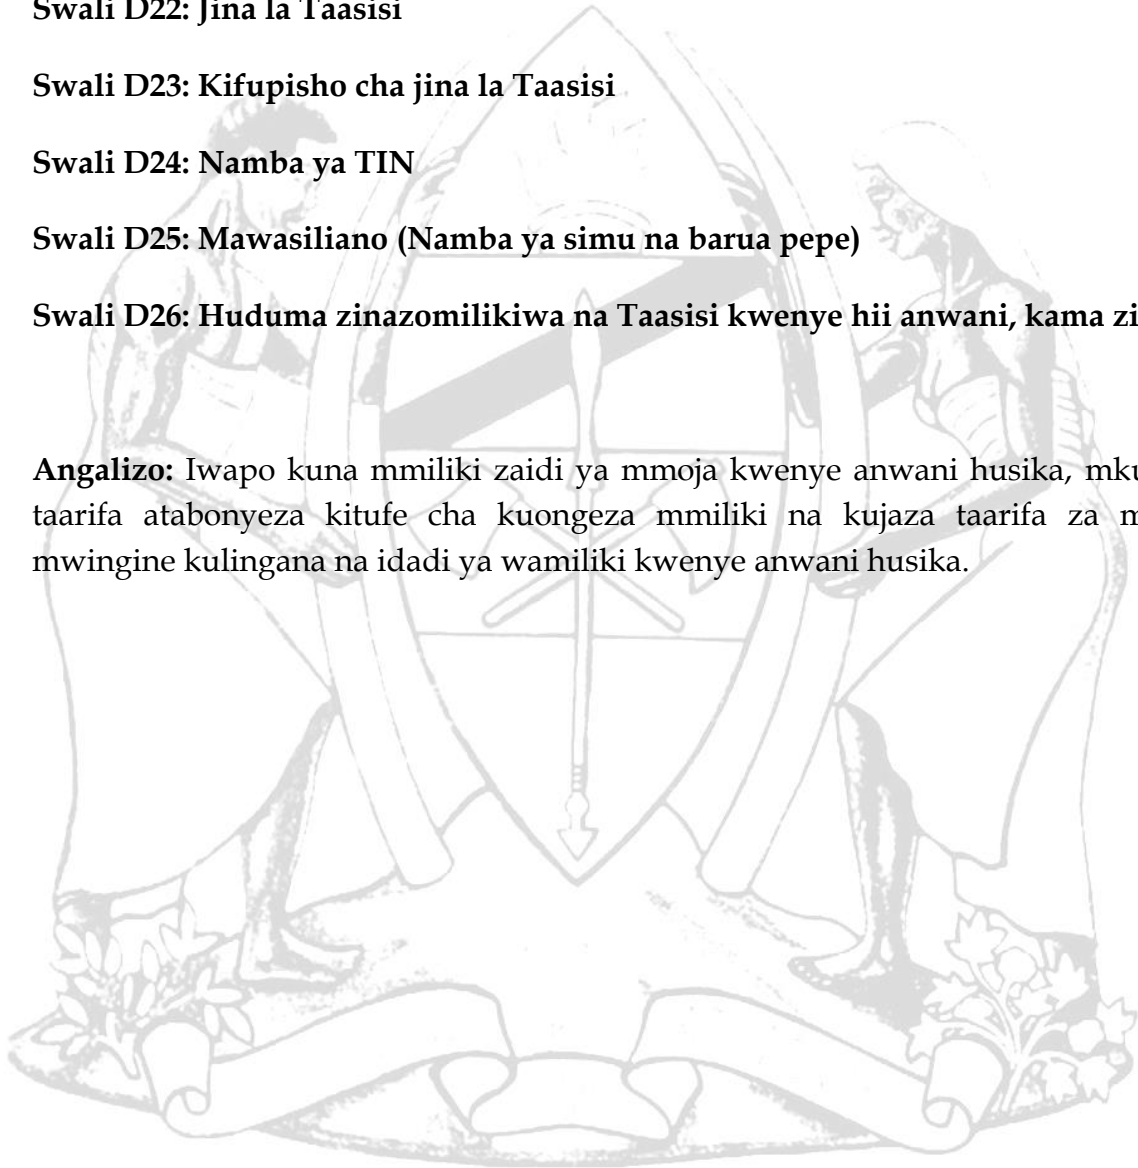 Swali D22: Jina la Taasisi
Swali D23: Kifupisho cha jina la Taasisi
Swali D24: Namba ya TIN
Swali D25: Mawasiliano (Namba ya simu na barua pepe)
Swali D26: Huduma zinazomilikiwa na Taasisi kwenye hii anwani, kama
Angalizo: Iwapo kuna mmiliki zaidi ya mmoja kwenye anwani husika,
taarifa atabonyeza kitufe cha kuongeza mmiliki na kujaza taarifa za
mwingine kulingana na idadi ya wamiliki kwenye anwani husika.